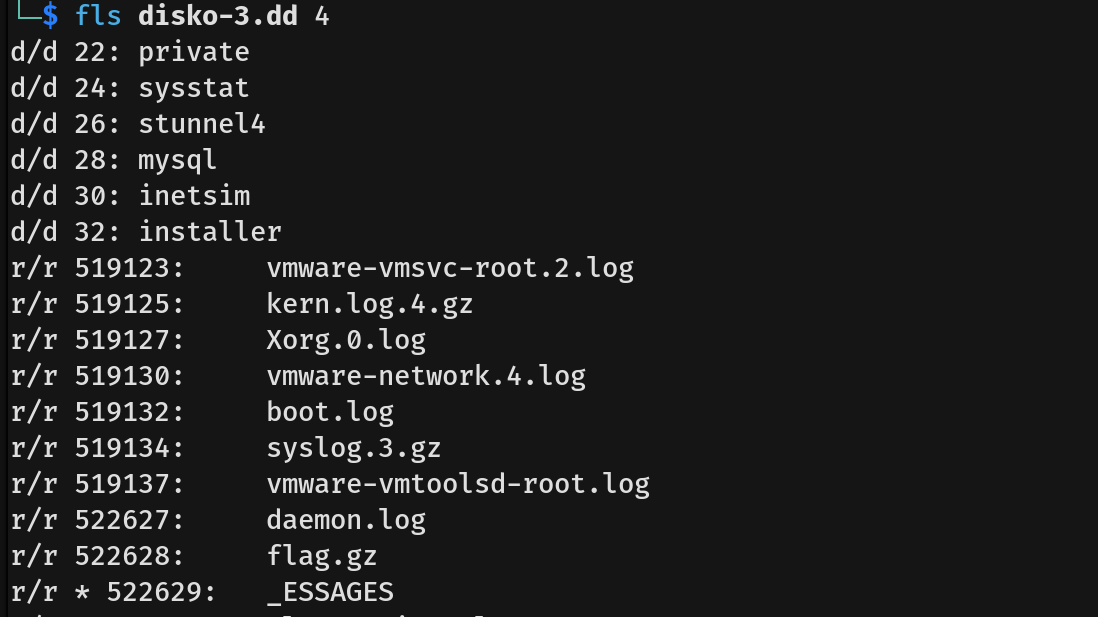 └─$ fls disko-3.dd 4
d/d 22: private
d/d 24: sysstat
d/d 26: stunnel4
d/d 28: mysql
d/d 30: inetsim
d/d 32: installer
r/r 519123:     vmware-vmsvc-root.2.log
r/r 519125:     kern.log.4.gz
r/r 519127:     Xorg.0.log
r/r 519130:     vmware-network.4.log
r/r 519132:     boot.log
r/r 519134:     syslog.3.gz
r/r 519137:     vmware-vmtoolsd-root.log
r/r 522627:     daemon.log
r/r 522628:     flag.gz
r/r * 522629:   _ESSAGES